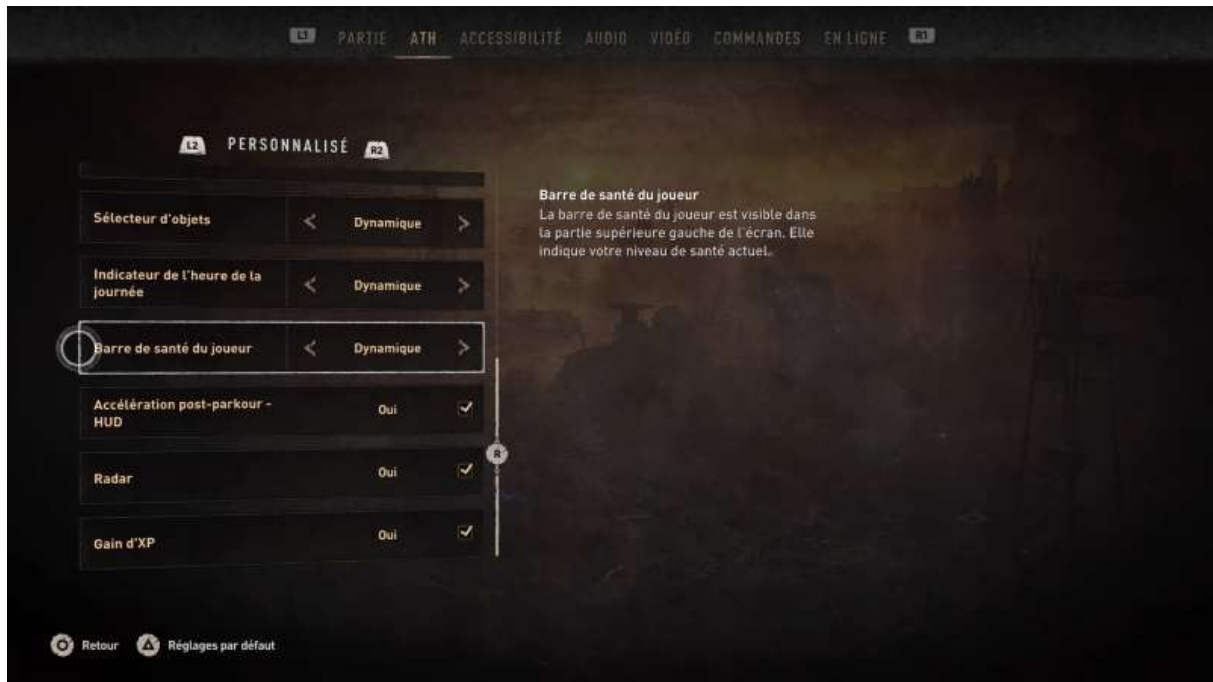 L1 PARTIE ATH ACCESSIBILITÉ AUDIO VIDÉO COMMANDES EN LIGNE R1
L2 PERSONNALISÉ R2
Sélecteur d'objets < Dynamique >
Indicateur de l'heure de la
journée
< Dynamique >
Barre de santé du joueur < Dynamique >
Accélération post-parkour -
HUD
Oui
Radar Oui
Gain d'XP Oui
R
Barre de santé du joueur
La barre de santé du joueur est visible dans
la partie supérieure gauche de l'écran. Elle
indique votre niveau de santé actuel.
Retour Réglages par défaut